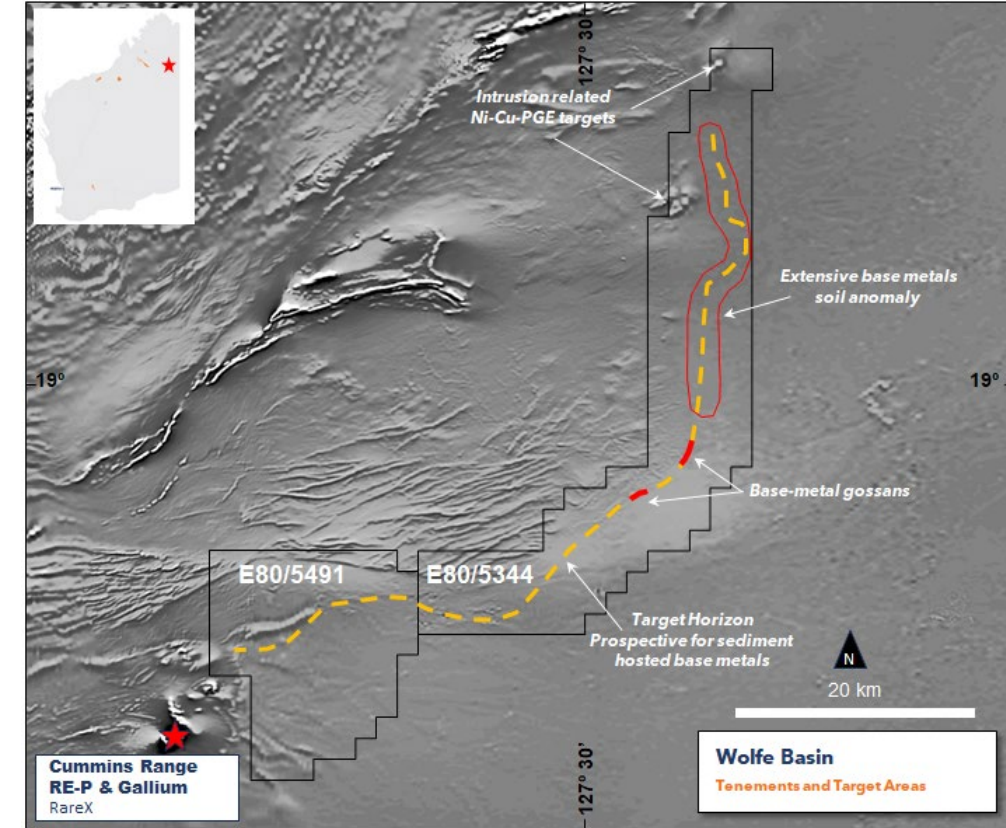 127° 30'
Intrusion related
Ni-Cu-PGE targets
Extensive base metals
soil anomaly
19°
19°
Base-metal gossans
E80/5491
E80/5344
Target Horizon
Prospective for sediment
hosted base metals
N
20 km
127° 30'
Cummins Range
RE-P & Gallium
RareX
Wolfe Basin
Tenements and Target Areas